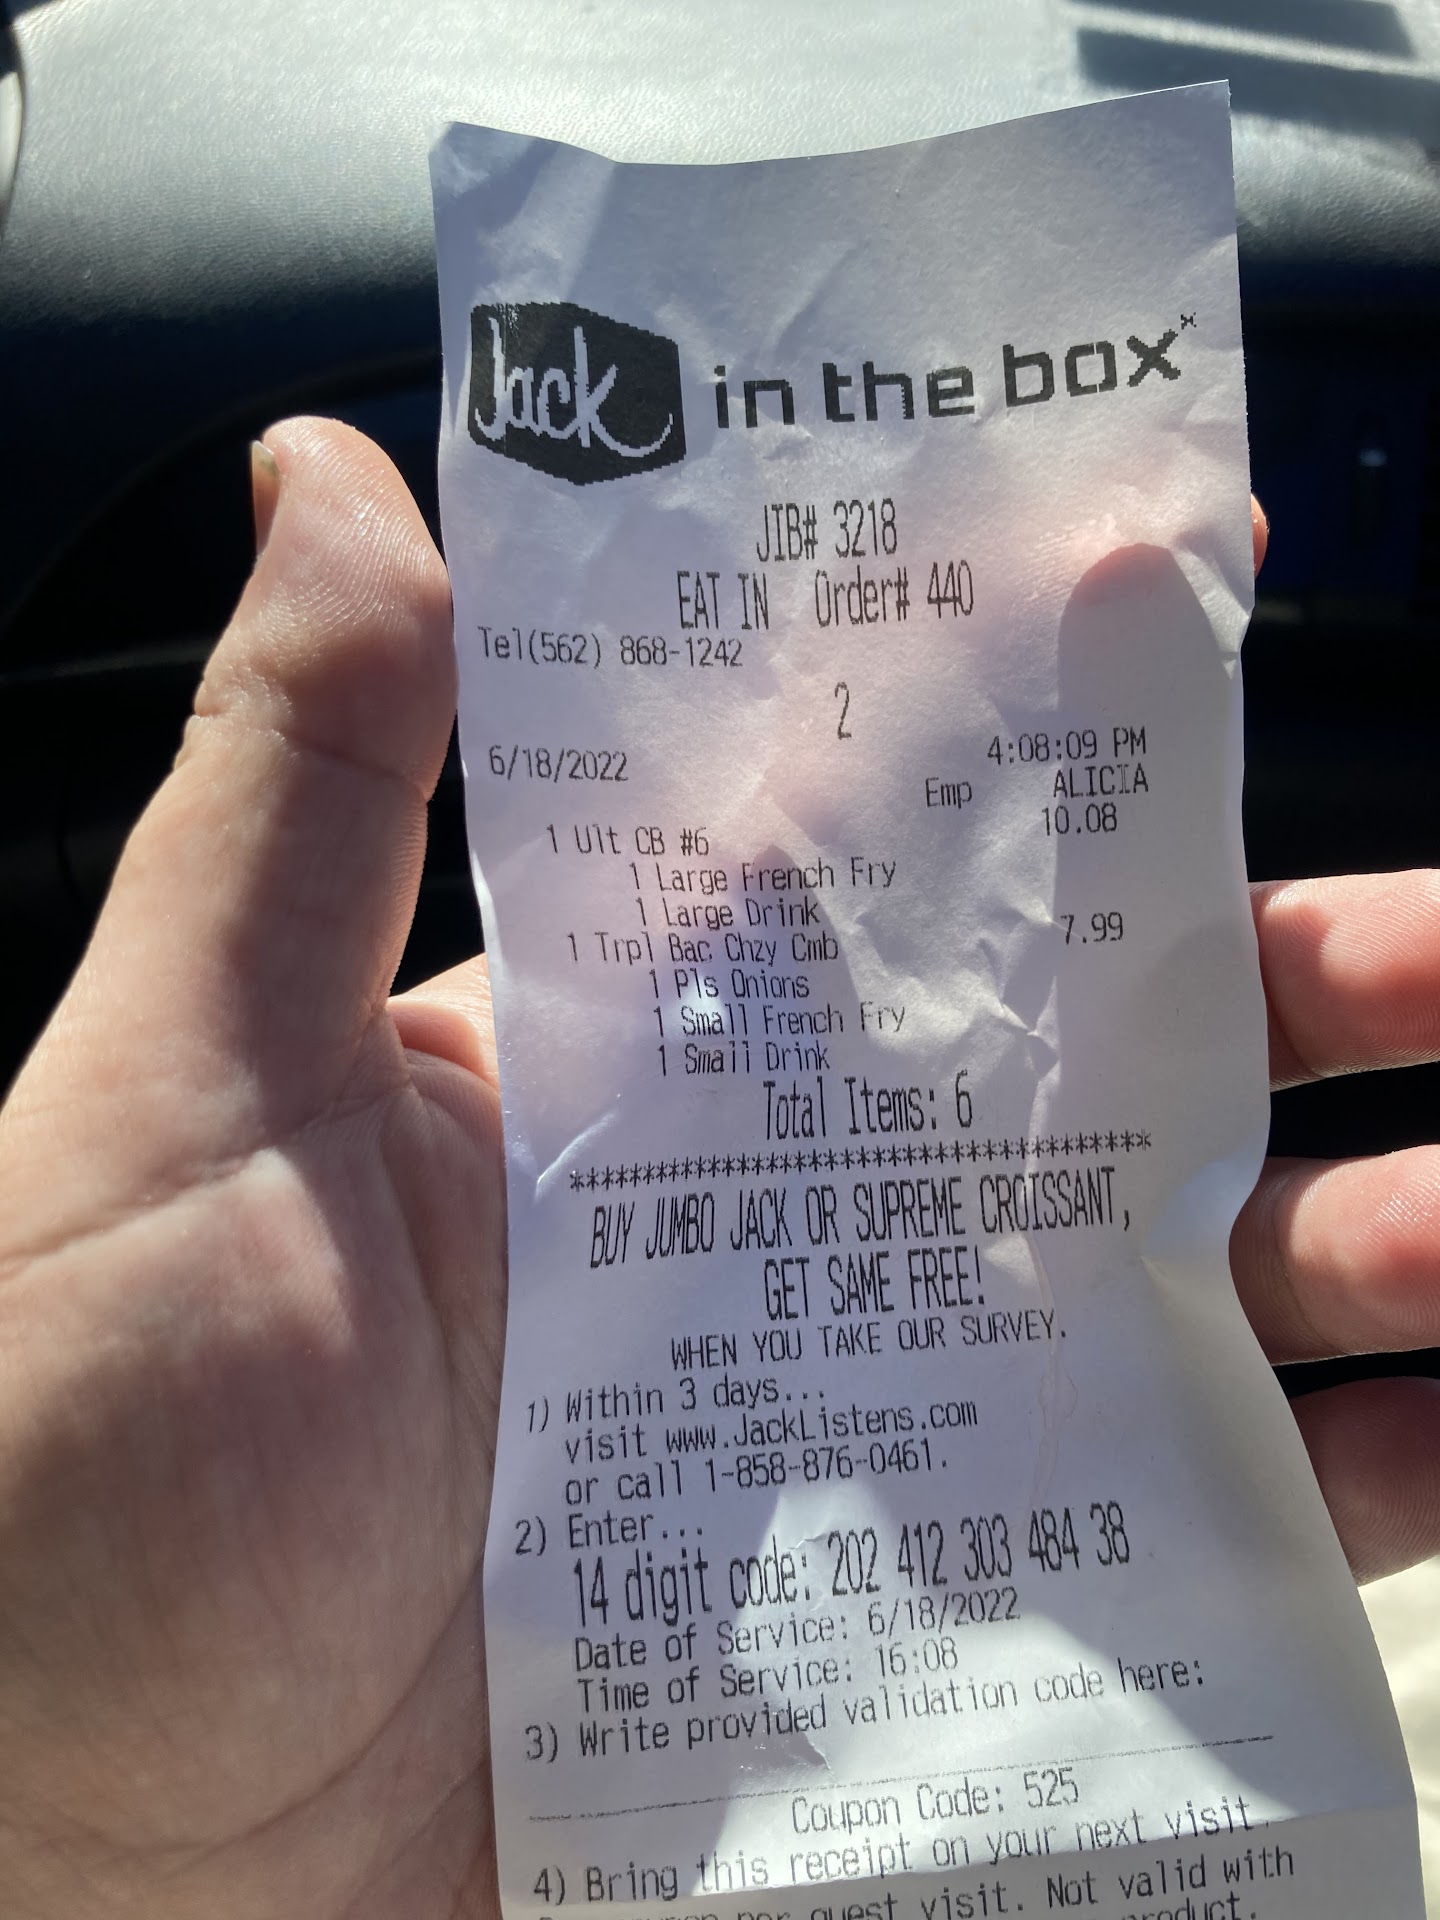 Jack in the box
JIB# 3218
EAT IN Order# 440
Tel(562) 868-1242
2
6/18/2022 4:08:09 PM
Emp ALICIA
1 Ult CB #6 10.08
1 Large French Fry
1 Large Drink
1 Trpl Bac Chzy Cmb 7.99
1 Pls Onions
1 Small French Fry
1 Small Drink
Total Items: 6
****************************************
BUY JUMBO JACK OR SUPREME CROISSANT,
GET SAME FREE!
WHEN YOU TAKE OUR SURVEY.
1) Within 3 days...
visit www.JackListens.com
or call 1-858-876-0461.
2) Enter...
14 digit code: 202 412 303 484 38
Date of Service: 6/18/2022
Time of Service: 16:08
3) Write provided validation code here:
Coupon Code: 525
4) Bring this receipt on your next visit.
per guest visit. Not valid with
product.